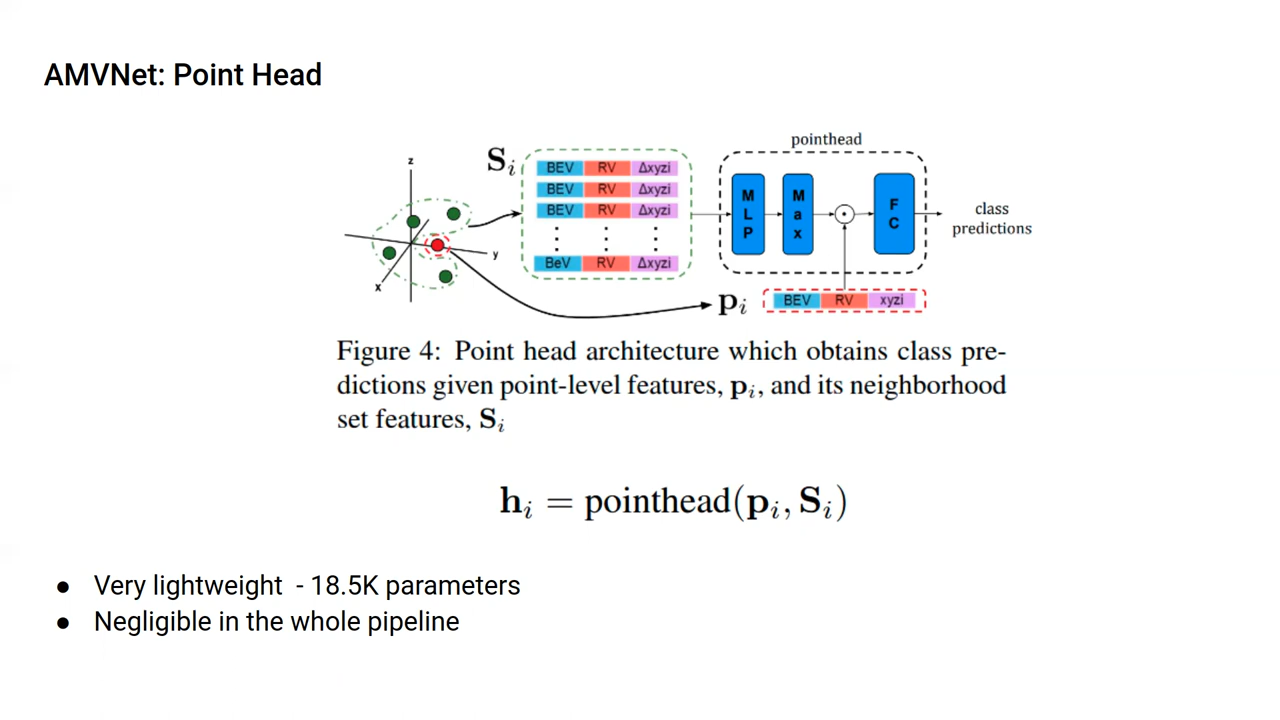 AMVNet: Point Head
pointhead
z
y
x
S_i
BEV RV Δxyzi
BEV RV Δxyzi
BEV RV Δxyzi
BeV RV Δxyzi
MLP
Max
FC
class
predictions
p_i
BEV RV xyzi
Figure 4: Point head architecture which obtains class pre-
dictions given point-level features, p_i, and its neighborhood
set features, S_i
h_i = pointhead(p_i, S_i)
● Very lightweight - 18.5K parameters
● Negligible in the whole pipeline